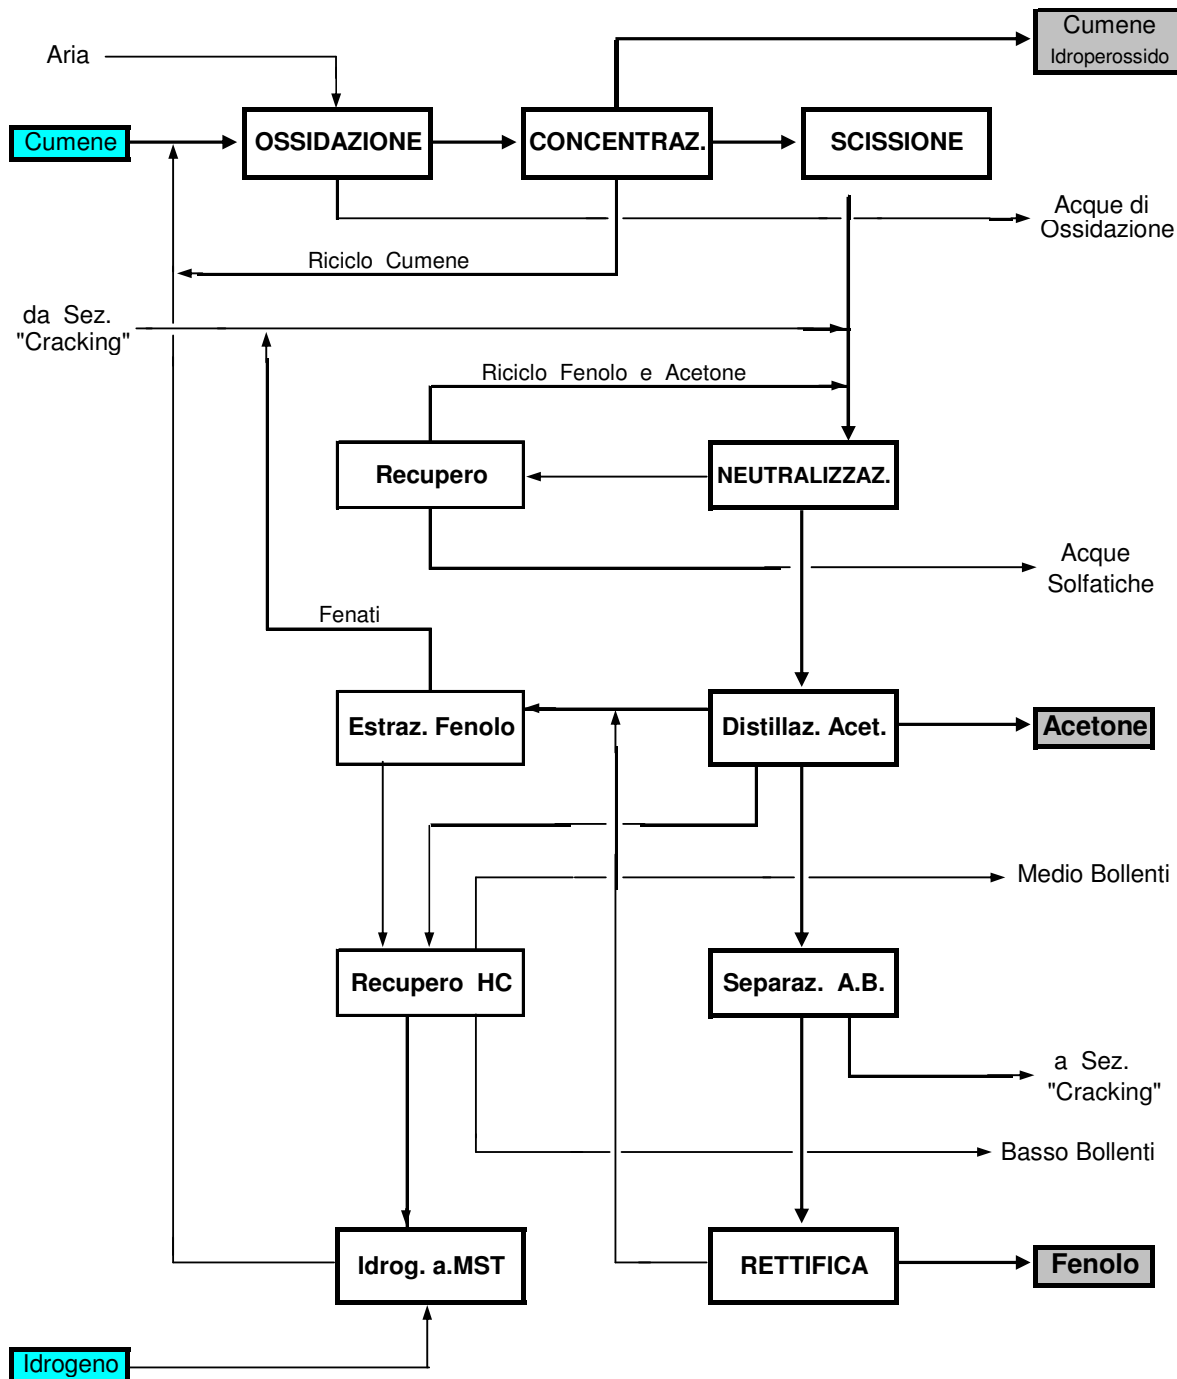 Cumene
Idroperossido
Aria
Cumene
OSSIDAZIONE
CONCENTRAZ.
SCISSIONE
Acque di
Ossidazione
Riciclo Cumene
da Sez.
"Cracking"
Riciclo Fenolo e Acetone
Recupero
NEUTRALIZZAZ.
Acque
Solfatiche
Fenati
Estraz. Fenolo
Distillaz. Acet.
Acetone
Medio Bollenti
Recupero HC
Separaz. A.B.
a Sez.
"Cracking"
Basso Bollenti
Idrog. a.MST
RETTIFICA
Fenolo
Idrogeno